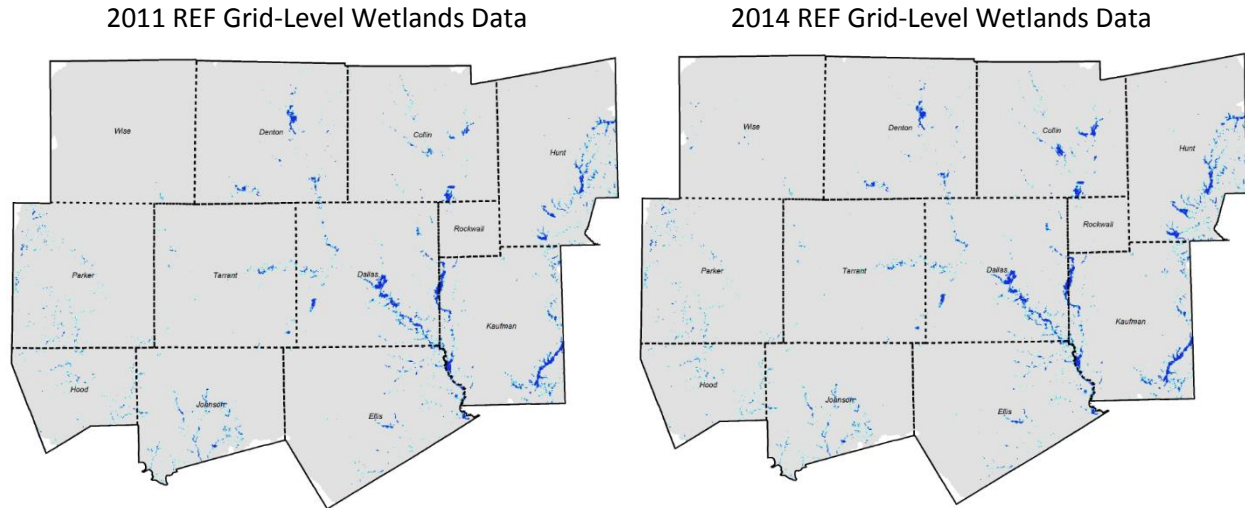 2011 REF Grid-Level Wetlands Data
2014 REF Grid-Level Wetlands Data
Wise
Denton
Collin
Hunt
Parker
Tarrant
Dallas
Rockwall
Kaufman
Hood
Johnson
Ellis
Wise
Denton
Collin
Hunt
Parker
Tarrant
Dallas
Rockwall
Kaufman
Hood
Johnson
Ellis